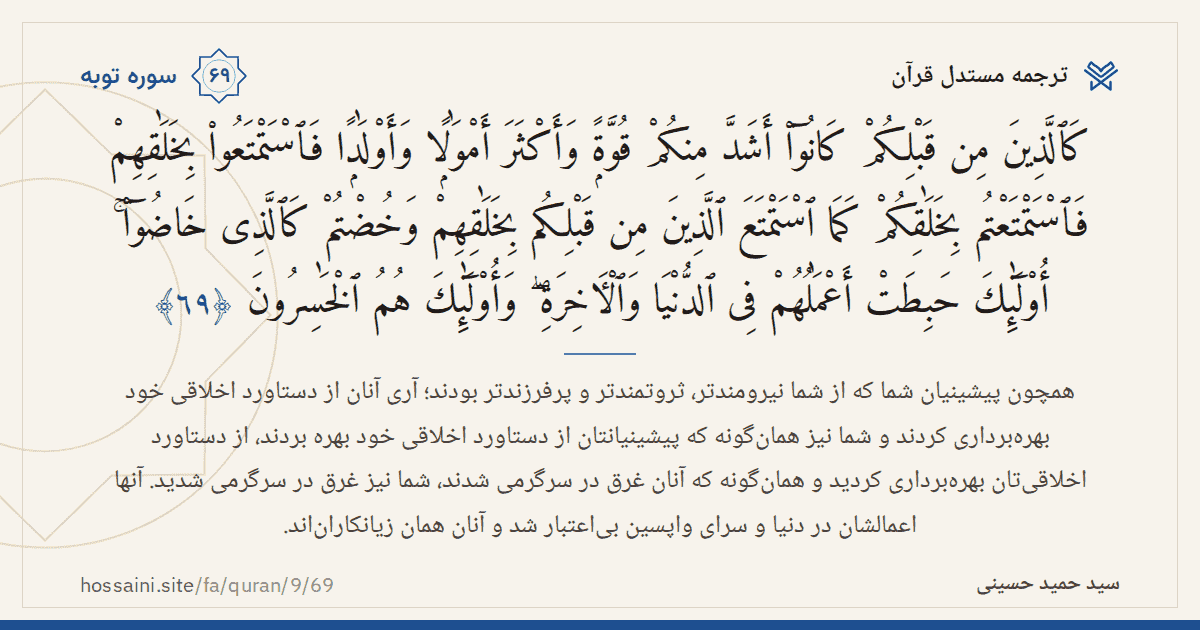 ترجمه مستدل قرآن
۶۹ سوره توبه
كَٱلَّذِينَ مِن قَبْلِكُمْ كَانُوٓا۟ أَشَدَّ مِنكُمْ قُوَّةًۭ وَأَكْثَرَ أَمْوَٰلًۭا وَأَوْلَٰدًۭا فَٱسْتَمْتَعُوا۟ بِخَلَٰقِهِمْ
فَٱسْتَمْتَعْتُم بِخَلَٰقِكُمْ كَمَا ٱسْتَمْتَعَ ٱلَّذِينَ مِن قَبْلِكُم بِخَلَٰقِهِمْ وَخُضْتُمْ كَٱلَّذِى خَاضُوٓا۟ ۚ
أُو۟لَٰٓئِكَ حَبِطَتْ أَعْمَٰلُهُمْ فِى ٱلدُّنْيَا وَٱلْءَاخِرَةِ ۖ وَأُو۟لَٰٓئِكَ هُمُ ٱلْخَٰسِرُونَ ﴿٦٩﴾
همچون پیشینیان شما که از شما نیرومندتر، ثروتمندتر و پرفرزندتر بودند؛ آری آنان از دستاورد اخلاقی خود
بهره‌برداری کردند و شما نیز همان‌گونه که پیشینیانتان از دستاورد اخلاقی خود بهره بردند، از دستاورد
اخلاقی‌تان بهره‌برداری کردید و همان‌گونه که آنان غرق در سرگرمی شدند، شما نیز غرق در سرگرمی شدید. آنها
اعمالشان در دنیا و سرای واپسین بی‌اعتبار شد و آنان همان زیانکاران‌اند.
سید حمید حسینی
hossaini.site/fa/quran/9/69